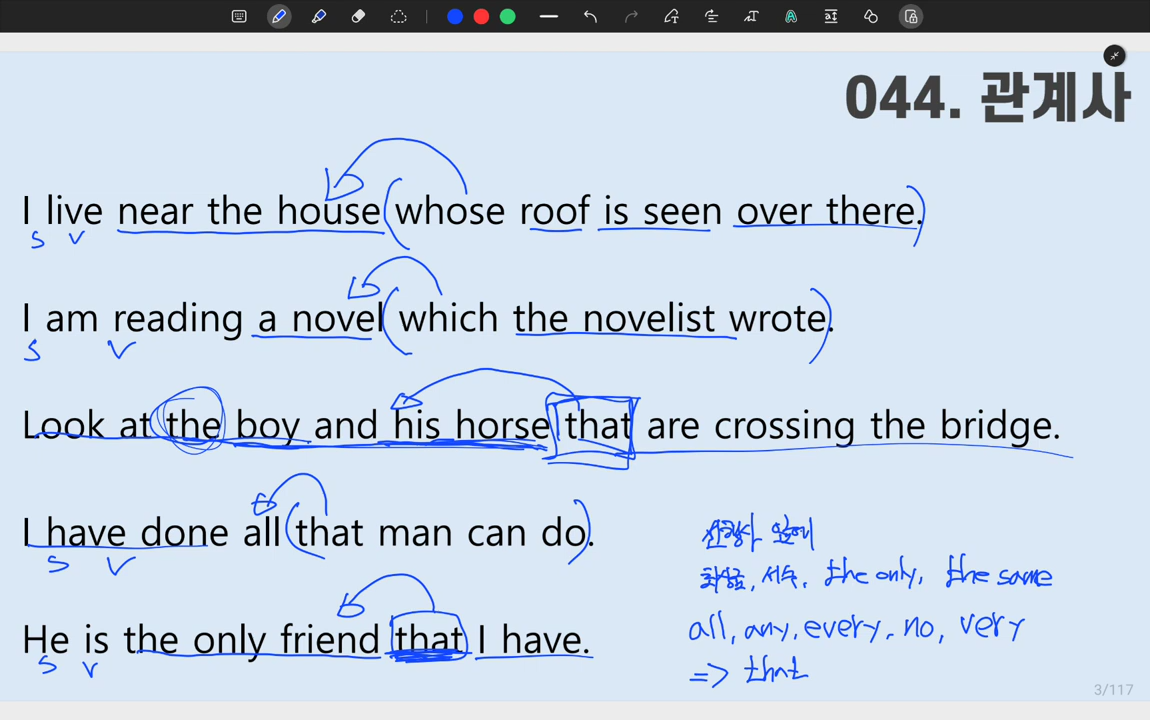 044. 관계사
I live near the house whose roof is seen over there.
S V
I am reading a novel which the novelist wrote.
S V
Look at the boy and his horse that are crossing the bridge.
I have done all that man can do.
S V
선행사 앞에
최상급, 서수, the only, the same
He is the only friend that I have.
S V
all, any, every, no, very
=> that
3/117